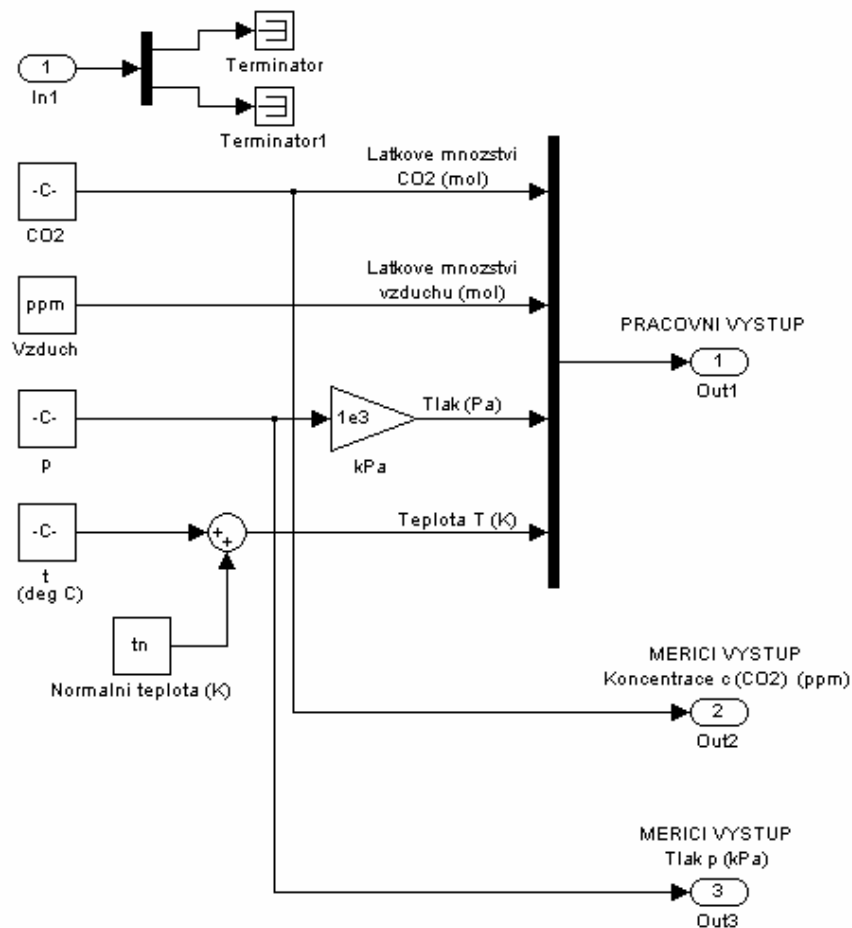 Terminator
1
In1
Terminator1
Latkove mnozstvi
CO2 (mol)
-C-
CO2
Latkove mnozstvi
vzduchu (mol)
ppm
Vzduch
PRACOVNI VYSTUP
1
Out1
-C-
p
1e3
kPa
Tlak (Pa)
-C-
t
(deg C)
+
+
Teplota T (K)
tn
Normalni teplota (K)
MERICI VYSTUP
Koncentrace c (CO2) (ppm)
2
Out2
MERICI VYSTUP
Tlak p (kPa)
3
Out3